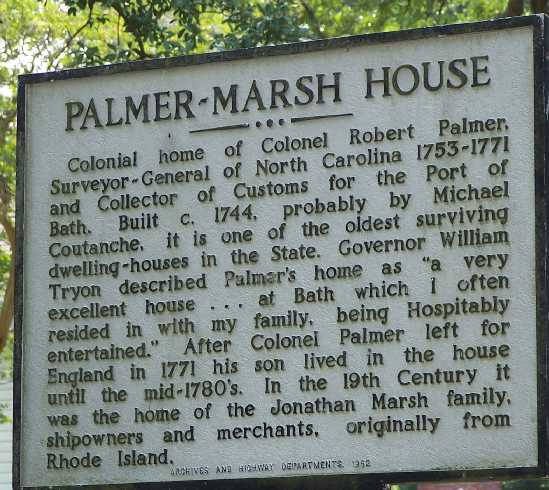 PALMER-MARSH HOUSE
Colonial home of Colonel Robert Palmer,
Surveyor-General of North Carolina 1753-1771
and Collector of Customs for the Port of
Bath. Built c. 1744, probably by Michael
Coutanche, it is one of the oldest surviving
dwelling-houses in the State. Governor William
Tryon described Palmer's home as "a very
excellent house . . . at Bath which I often
resided in with my family, being Hospitably
entertained." After Colonel Palmer left for
England in 1771 his son lived in the house
until the mid-1780's. In the 19th Century it
was the home of the Jonathan Marsh family,
shipowners and merchants, originally from
Rhode Island.
ARCHIVES AND HIGHWAY DEPARTMENTS, 1962